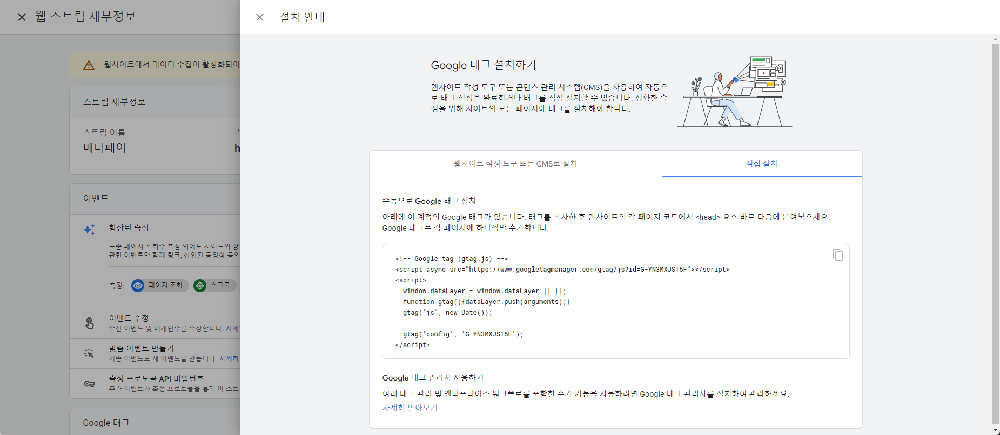 웹 스트림 세부정보
웹사이트에서 데이터 수집이 활성화되어
스트림 세부정보
스트림 이름
메타페이
h
이벤트
향상된 측정
표준 페이지 조회수 측정 외에도 사이트의 상
관련 이벤트와 함께 링크, 삽입된 동영상 등의
측정:
페이지 조회
스크롤
이벤트 수정
수신 이벤트 및 매개변수를 수정합니다. 자세히
맞춤 이벤트 만들기
기존 이벤트로 새 이벤트를 만듭니다. 자세히
측정 프로토콜 API 비밀번호
추가 이벤트가 측정 프로토콜을 통해 이 스트
Google 태그
설치 안내
Google 태그 설치하기
웹사이트 작성 도구 또는 콘텐츠 관리 시스템(CMS)을 사용하여 자동으
로 태그 설정을 완료하거나 태그를 직접 설치할 수 있습니다. 정확한 측
정을 위해 사이트의 모든 페이지에 태그를 설치해야 합니다.
웹사이트 작성 도구 또는 CMS로 설치
직접 설치
수동으로 Google 태그 설치
아래에 이 계정의 Google 태그가 있습니다. 태그를 복사한 후 웹사이트의 각 페이지 코드에서 <head> 요소 바로 다음에 붙여넣으세요.
Google 태그는 각 페이지에 하나씩만 추가합니다.
<!-- Google tag (gtag.js) -->
<script async src="https://www.googletagmanager.com/gtag/js?id=G-YN3MXJST5F"></script>
<script>
window.dataLayer = window.dataLayer || [];
function gtag(){dataLayer.push(arguments);}
gtag('js', new Date());
gtag('config', 'G-YN3MXJST5F');
</script>
Google 태그 관리자 사용하기
여러 태그 관리 및 엔터프라이즈 워크플로를 포함한 추가 기능을 사용하려면 Google 태그 관리자를 설치하여 관리하세요.
자세히 알아보기